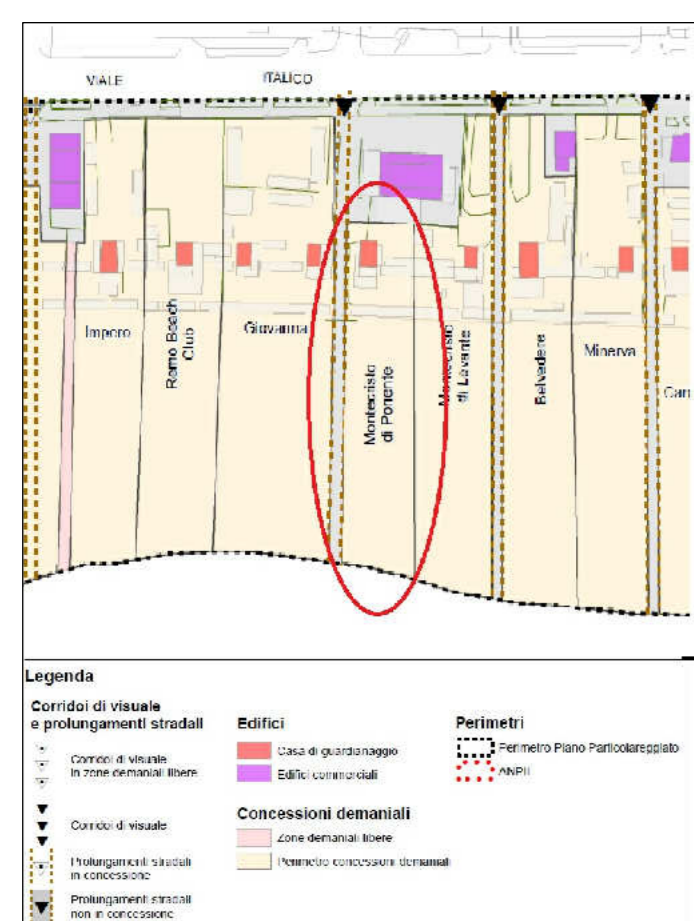 VIALE ITALICO
Impero
Remo Beach
Club
Giovanna
Montecristo
di Ponente
Montecristo
di Levante
Belvedere
Minerva
Can
Legenda
Corridoi di visuale
e prolungamenti stradali
Corridoi di visuale
in zone demaniali libere
Corridoi di visuale
Prolungamenti stradali
in concessione
Prolungamenti stradali
non in concessione
Edifici
Casa di guardianaggio
Edifici commerciali
Concessioni demaniali
Zone demaniali libere
Perimetro concessioni demaniali
Perimetri
Perimetro Piano Particolareggiato
ANPIL